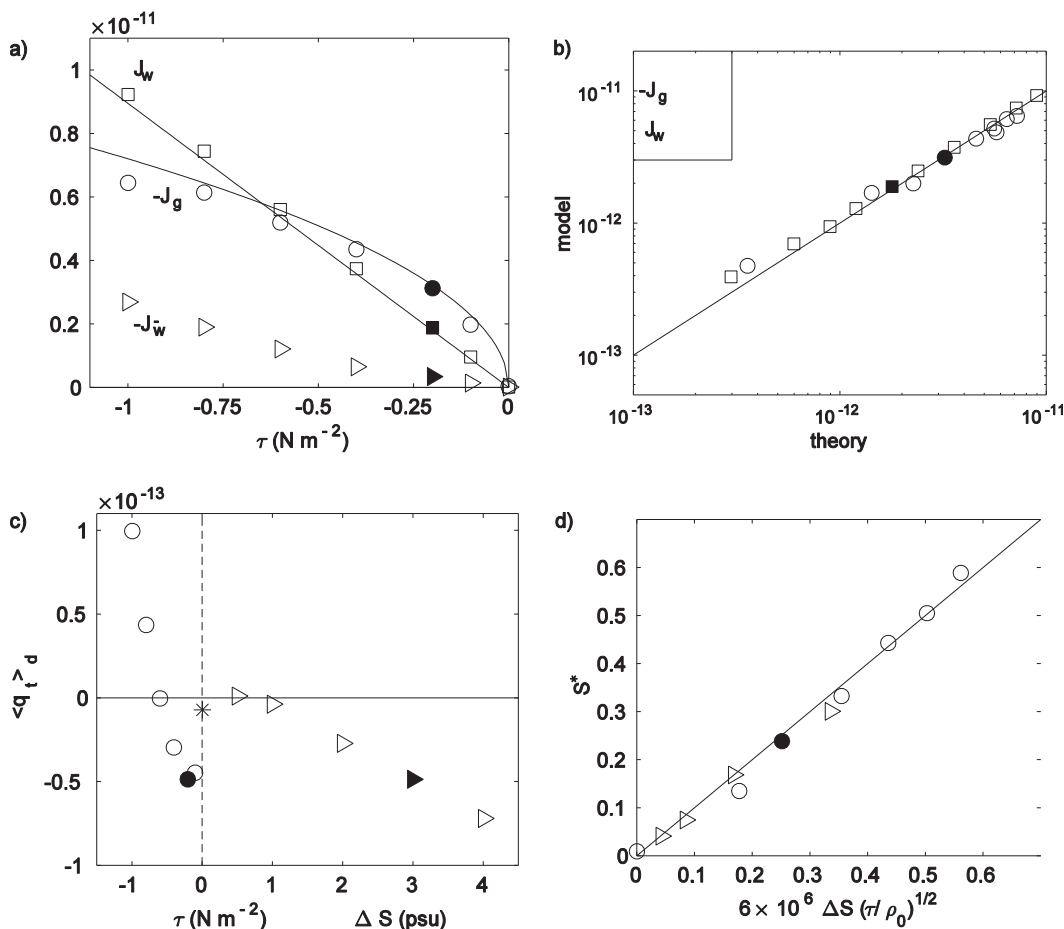 a)
×10^-11
1
0.8
0.6
0.4
0.2
0
J_w
-J_g
-J_w^-
-1 -0.75 -0.5 -0.25 0
τ (N m^-2)
b)
-J_g
J_w
10^-11
10^-12
10^-13
model
10^-13 10^-12 10^-11
theory
c)
×10^-13
1
0.5
0
-0.5
-1
<q_t>_d
-1 0 1 2 3 4
τ (N m^-2) Δ S (psu)
d)
0.6
0.5
0.4
0.3
0.2
0.1
0
S*
0 0.1 0.2 0.3 0.4 0.5 0.6
6 × 10^6 ΔS (τ/ρ_0)^1/2